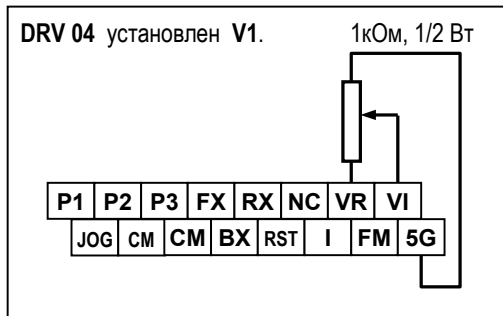 DRV 04 установлен V1. 1кОм, 1/2 Вт
P1 P2 P3 FX RX NC VR VI
JOG CM CM BX RST I FM 5G